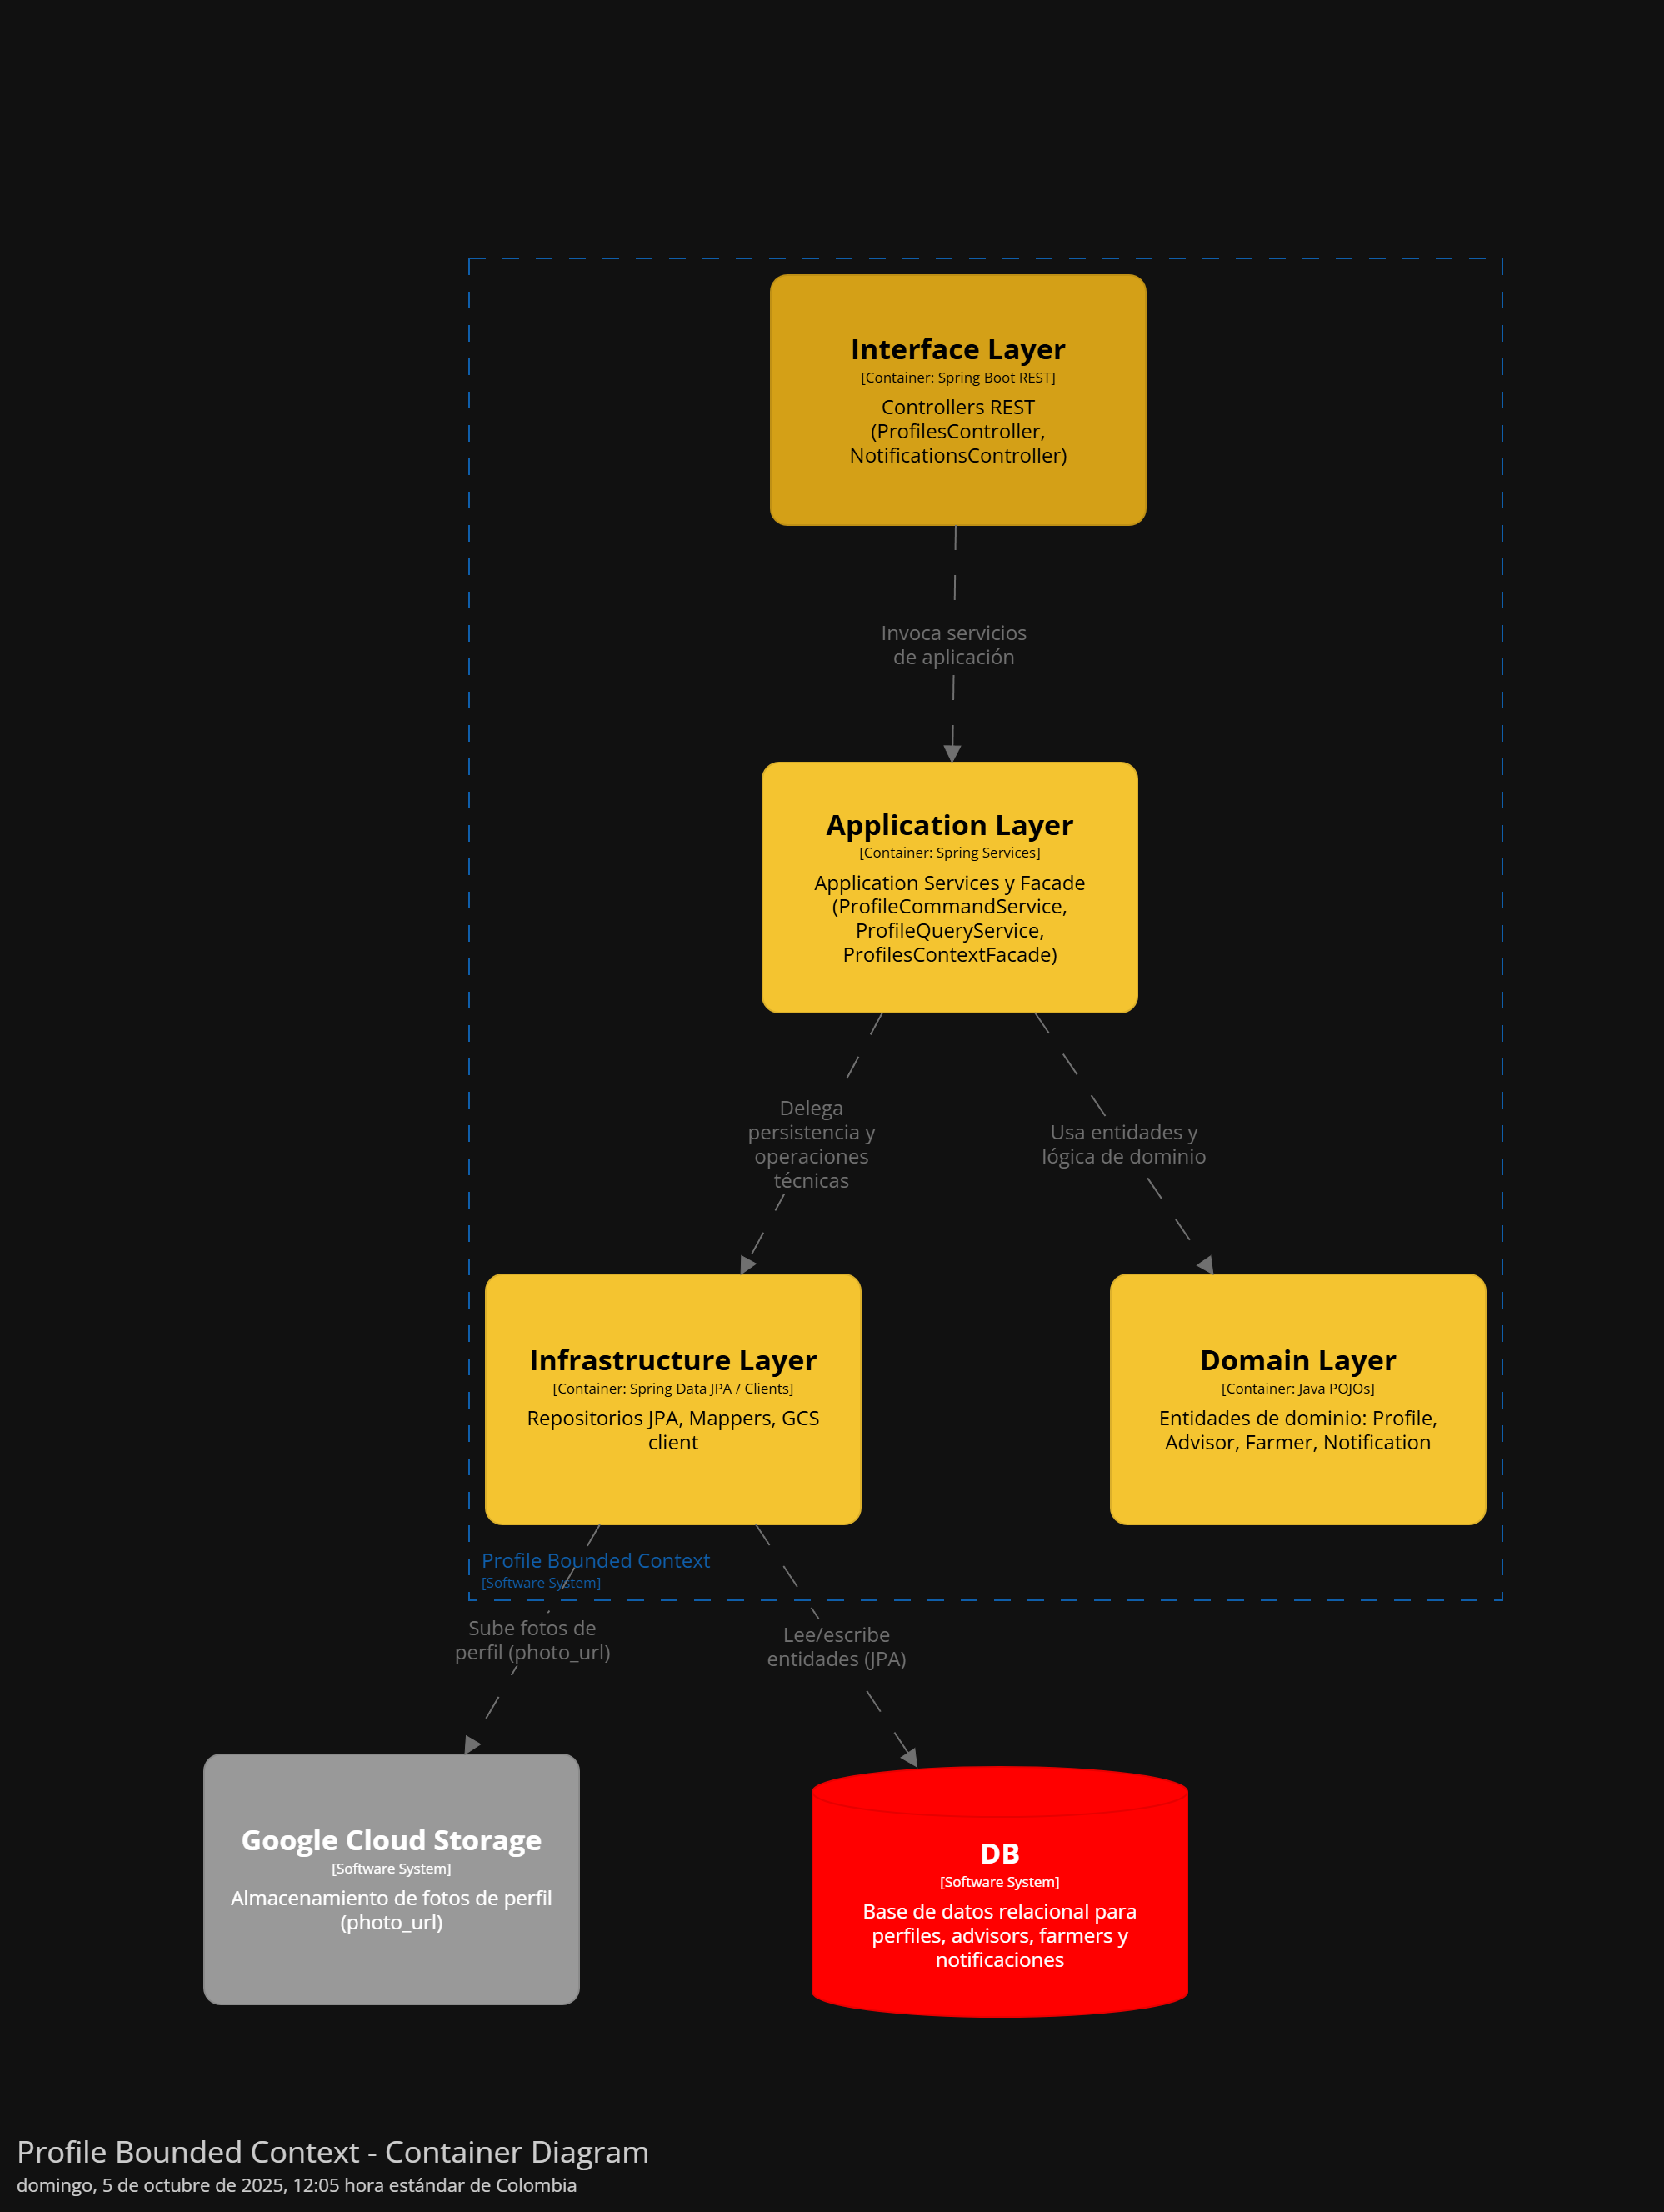 Interface Layer
[Container: Spring Boot REST]
Controllers REST
(ProfilesController,
NotificationsController)
Invoca servicios
de aplicación
Application Layer
[Container: Spring Services]
Application Services y Facade
(ProfileCommandService,
ProfileQueryService,
ProfilesContextFacade)
Delega
persistencia y
operaciones
técnicas
Usa entidades y
lógica de dominio
Infrastructure Layer
[Container: Spring Data JPA / Clients]
Repositorios JPA, Mappers, GCS
client
Domain Layer
[Container: Java POJOs]
Entidades de dominio: Profile,
Advisor, Farmer, Notification
Profile Bounded Context
[Software System]
Sube fotos de
perfil (photo_url)
Lee/escribe
entidades (JPA)
Google Cloud Storage
[Software System]
Almacenamiento de fotos de perfil
(photo_url)
DB
[Software System]
Base de datos relacional para
perfiles, advisors, farmers y
notificaciones
Profile Bounded Context - Container Diagram
domingo, 5 de octubre de 2025, 12:05 hora estándar de Colombia